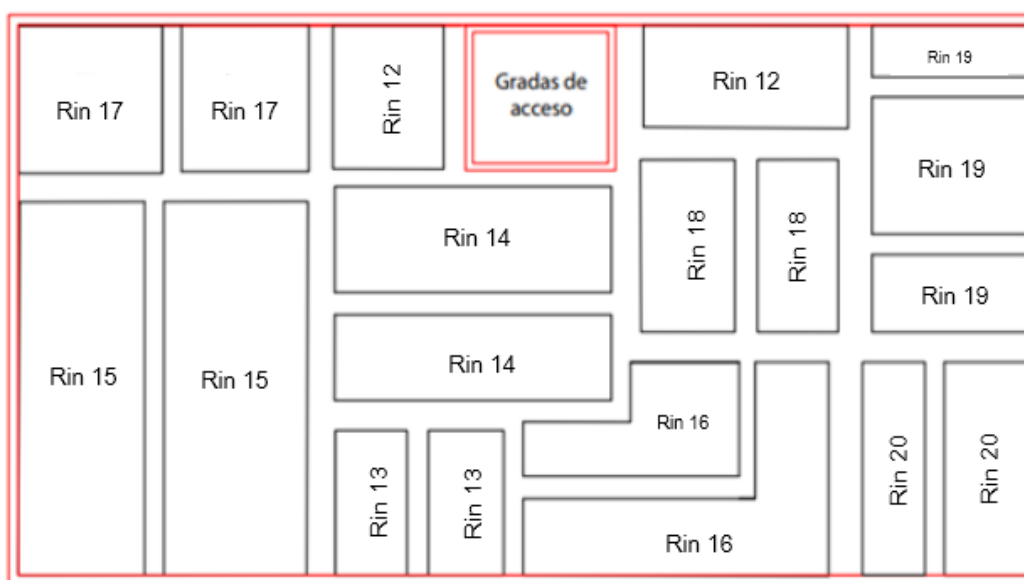 Rin 17
Rin 17
Rin 12
Gradas de
acceso
Rin 12
Rin 19
Rin 19
Rin 14
Rin 18
Rin 18
Rin 19
Rin 14
Rin 15
Rin 15
Rin 16
Rin 13
Rin 13
Rin 16
Rin 20
Rin 20